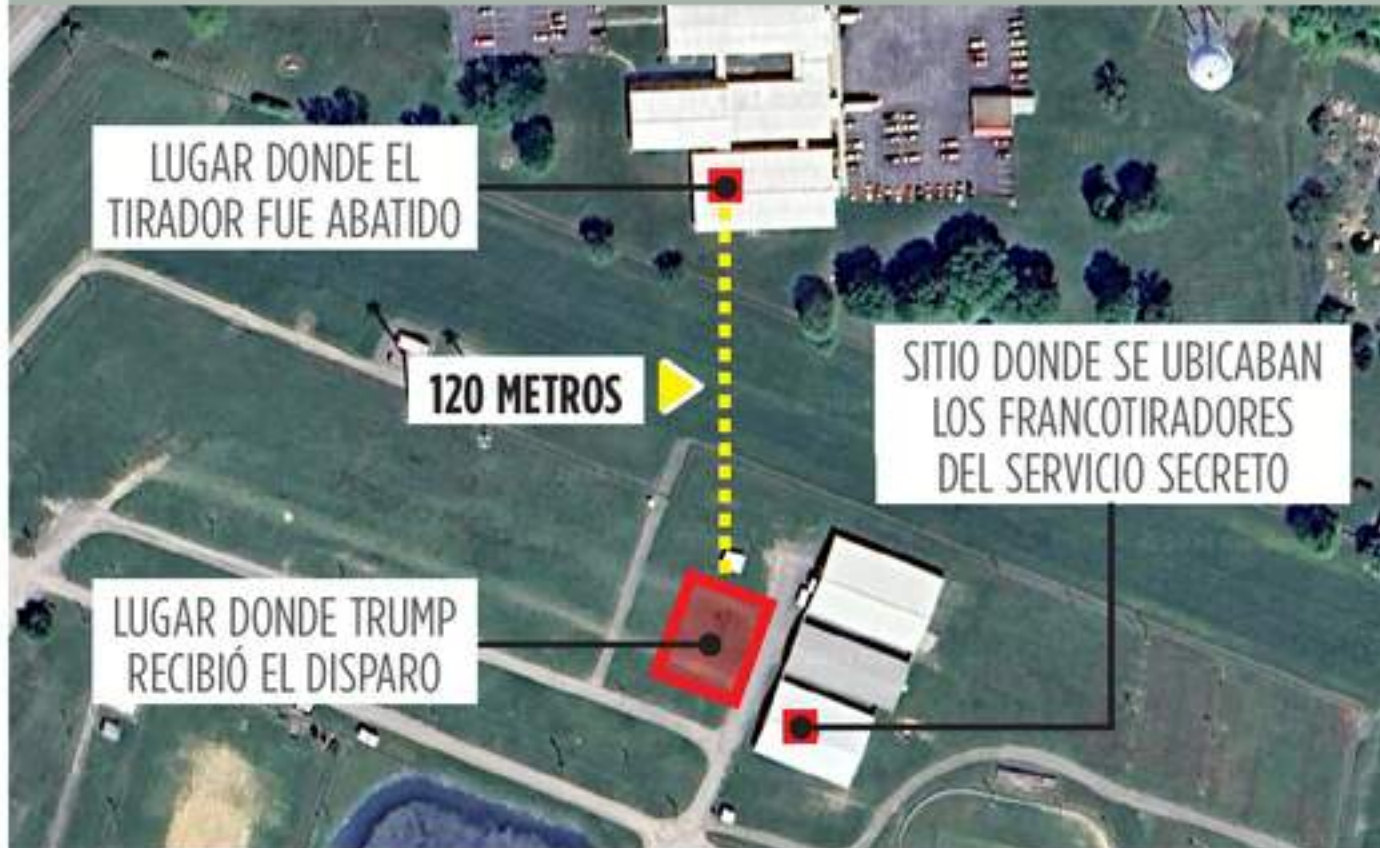 LUGAR DONDE EL
TIRADOR FUE ABATIDO
120 METROS
SITIO DONDE SE UBICABAN
LOS FRANCOTIRADORES
DEL SERVICIO SECRETO
LUGAR DONDE TRUMP
RECIBIÓ EL DISPARO